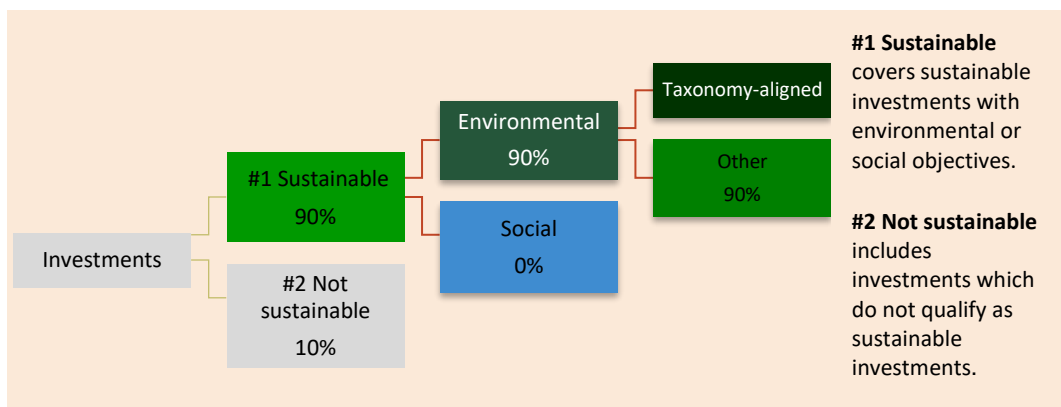 Investments
#1 Sustainable
90%
#2 Not
sustainable
10%
Environmental
90%
Social
0%
Taxonomy-aligned
Other
90%
#1 Sustainable
covers sustainable
investments with
environmental or
social objectives.
#2 Not sustainable
includes
investments which
do not qualify as
sustainable
investments.